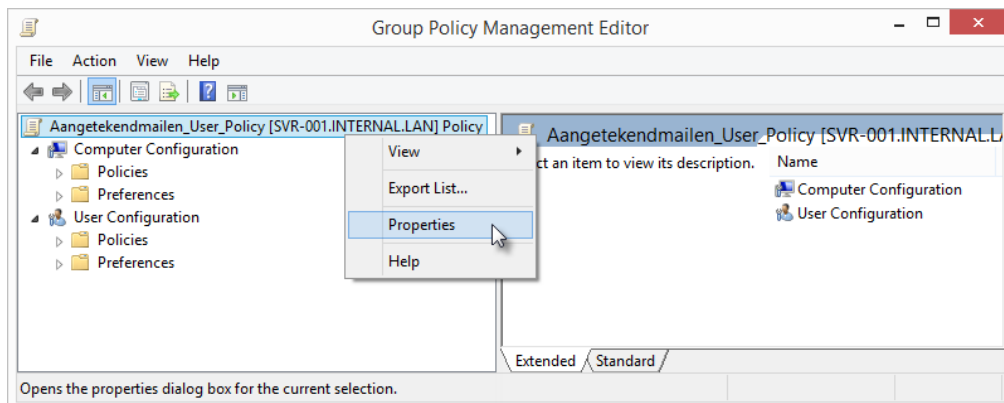 Group Policy Management Editor
File Action View Help
Aangetekendmailen_User_Policy [SVR-001.INTERNAL.LAN] Policy
Computer Configuration
Policies
Preferences
User Configuration
Policies
Preferences
View
Export List...
Properties
Help
Aangetekendmailen_User_Policy [SVR-001.INTERNAL.L
an item to view its description.
Name
Computer Configuration
User Configuration
Extended Standard
Opens the properties dialog box for the current selection.